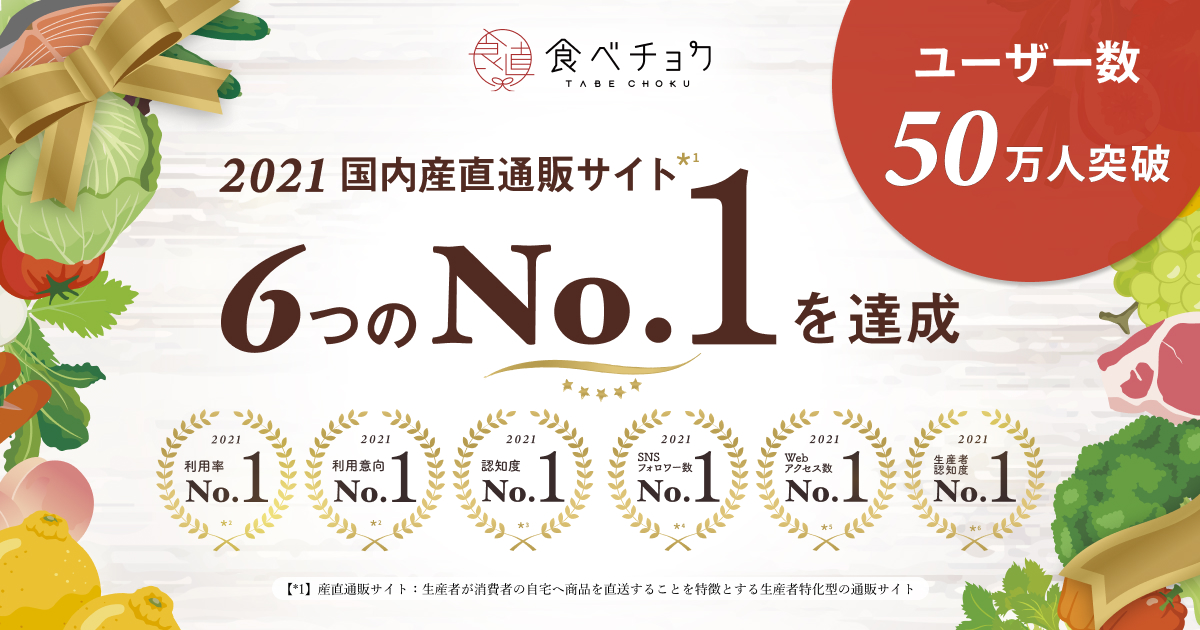 食直
食べチョク
TABE CHOKU
ユーザー数
50万人突破
2021 国内産直通販サイト*1
6つのNo.1を達成
2021
利用率
No.1
*2
2021
利用意向
No.1
*2
2021
認知度
No.1
*3
2021
SNS
フォロワー数
No.1
*4
2021
Web
アクセス数
No.1
*5
2021
生産者
認知度
No.1
*6
【*1】産直通販サイト：生産者が消費者の自宅へ商品を直送することを特徴とする生産者特化型の通販サイト